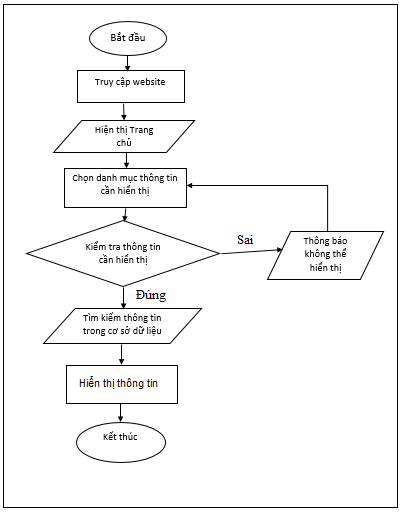 Bắt đầu
Truy cập website
Hiện thị Trang
chủ
Chọn danh mục thông tin
cần hiển thị
Kiểm tra thông tin
cần hiển thị
Sai
Thông báo
không thể
hiển thị
Đúng
Tìm kiếm thông tin
trong cơ sở dữ liệu
Hiển thị thông tin
Kết thúc